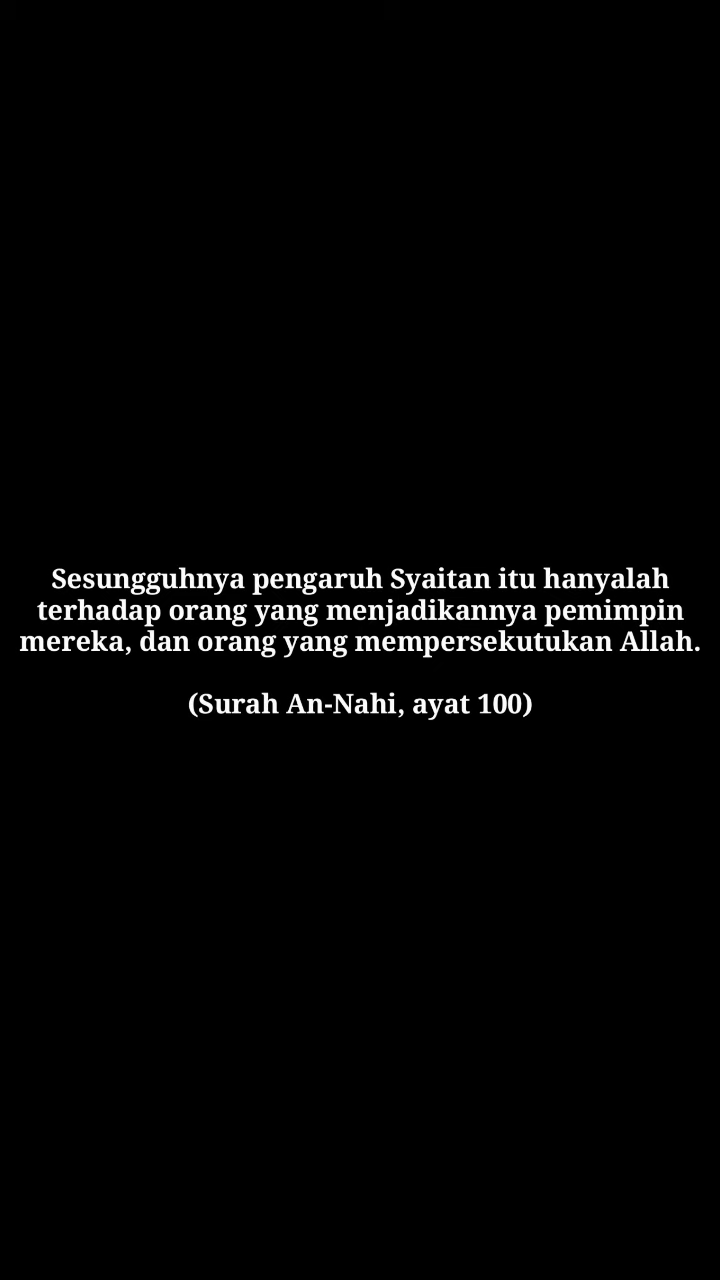 Sesungguhnya pengaruh Syaitan itu hanyalah
terhadap orang yang menjadikannya pemimpin
mereka, dan orang yang mempersekutukan Allah.
(Surah An-Nahi, ayat 100)